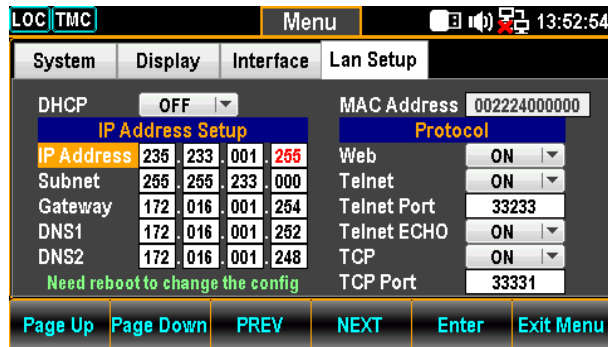 LOC TMC Menu 13:52:54
System Display Interface Lan Setup
DHCP OFF MAC Address 002224000000
IP Address Setup Protocol
IP Address 235 . 233 . 001 . 255 Web ON
Subnet 255 . 255 . 233 . 000 Telnet ON
Gateway 172 . 016 . 001 . 254 Telnet Port 33233
DNS1 172 . 016 . 001 . 252 Telnet ECHO ON
DNS2 172 . 016 . 001 . 248 TCP ON
Need reboot to change the config TCP Port 33331
Page Up Page Down PREV NEXT Enter Exit Menu